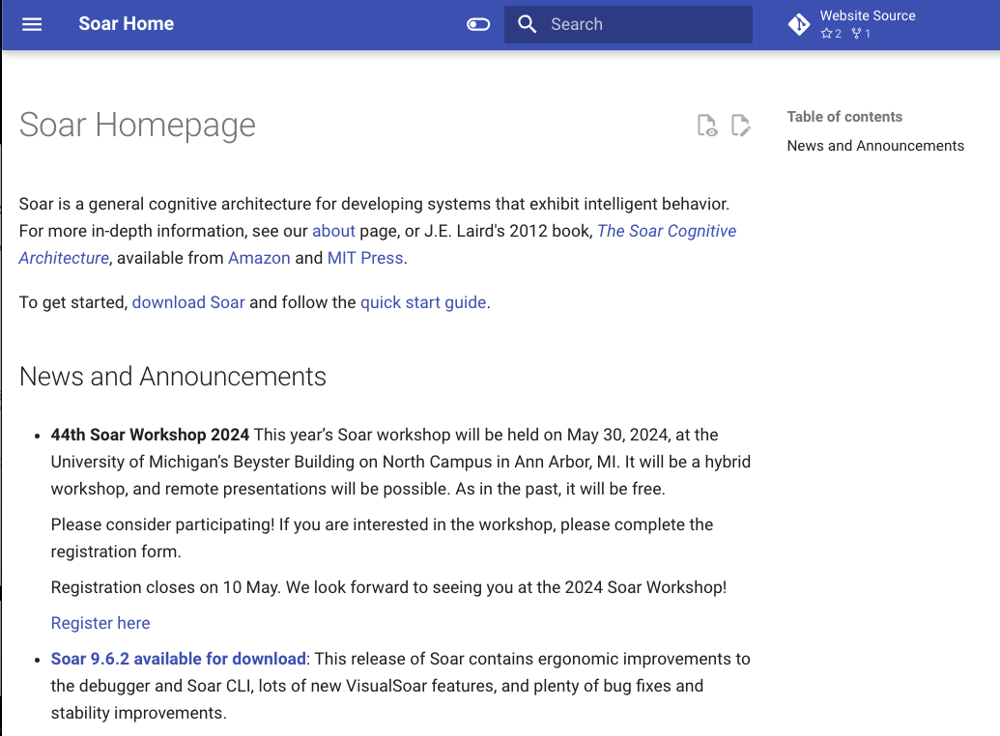 Soar Home
Search
Website Source
2 1
Soar Homepage
Table of contents
News and Announcements
Soar is a general cognitive architecture for developing systems that exhibit intelligent behavior.
For more in-depth information, see our about page, or J.E. Laird's 2012 book, The Soar Cognitive
Architecture, available from Amazon and MIT Press.
To get started, download Soar and follow the quick start guide.
News and Announcements
• 44th Soar Workshop 2024 This year’s Soar workshop will be held on May 30, 2024, at the
University of Michigan’s Beyster Building on North Campus in Ann Arbor, MI. It will be a hybrid
workshop, and remote presentations will be possible. As in the past, it will be free.
Please consider participating! If you are interested in the workshop, please complete the
registration form.
Registration closes on 10 May. We look forward to seeing you at the 2024 Soar Workshop!
Register here
• Soar 9.6.2 available for download: This release of Soar contains ergonomic improvements to
the debugger and Soar CLI, lots of new VisualSoar features, and plenty of bug fixes and
stability improvements.